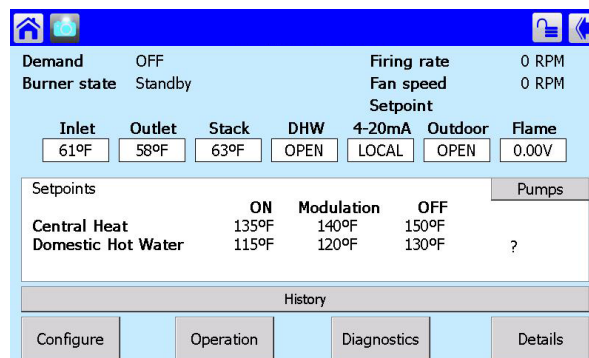 Demand OFF Firing rate 0 RPM
Burner state Standby Fan speed 0 RPM
Setpoint
Inlet Outlet Stack DHW 4-20mA Outdoor Flame
61ºF 58ºF 63ºF OPEN LOCAL OPEN 0.00V
Setpoints Pumps
ON Modulation OFF
Central Heat 135ºF 140ºF 150ºF
Domestic Hot Water 115ºF 120ºF 130ºF ?
History
Configure Operation Diagnostics Details